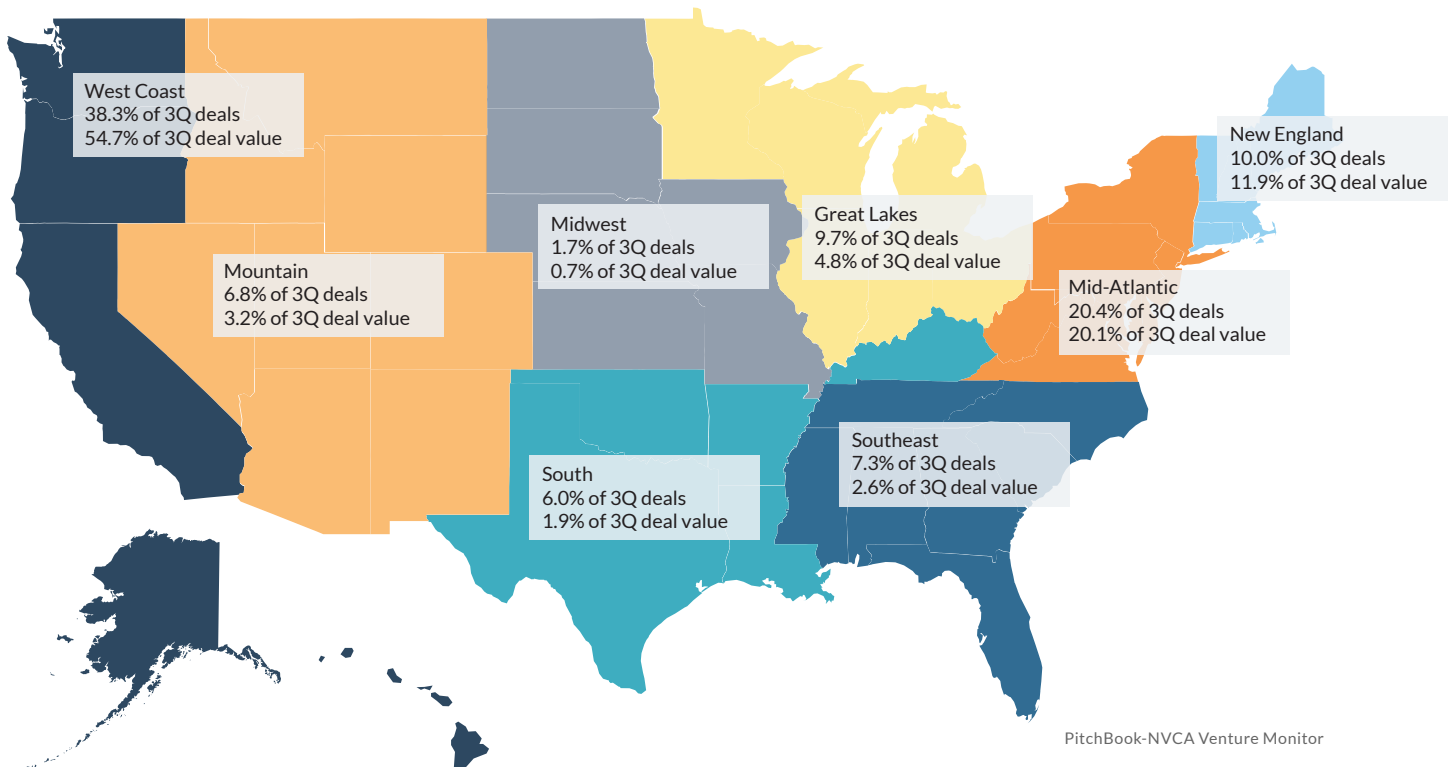 West Coast
38.3% of 3Q deals
54.7% of 3Q deal value
New England
10.0% of 3Q deals
11.9% of 3Q deal value
Midwest
1.7% of 3Q deals
0.7% of 3Q deal value
Great Lakes
9.7% of 3Q deals
4.8% of 3Q deal value
Mountain
6.8% of 3Q deals
3.2% of 3Q deal value
Mid-Atlantic
20.4% of 3Q deals
20.1% of 3Q deal value
Southeast
7.3% of 3Q deals
2.6% of 3Q deal value
South
6.0% of 3Q deals
1.9% of 3Q deal value
PitchBook-NVCA Venture Monitor